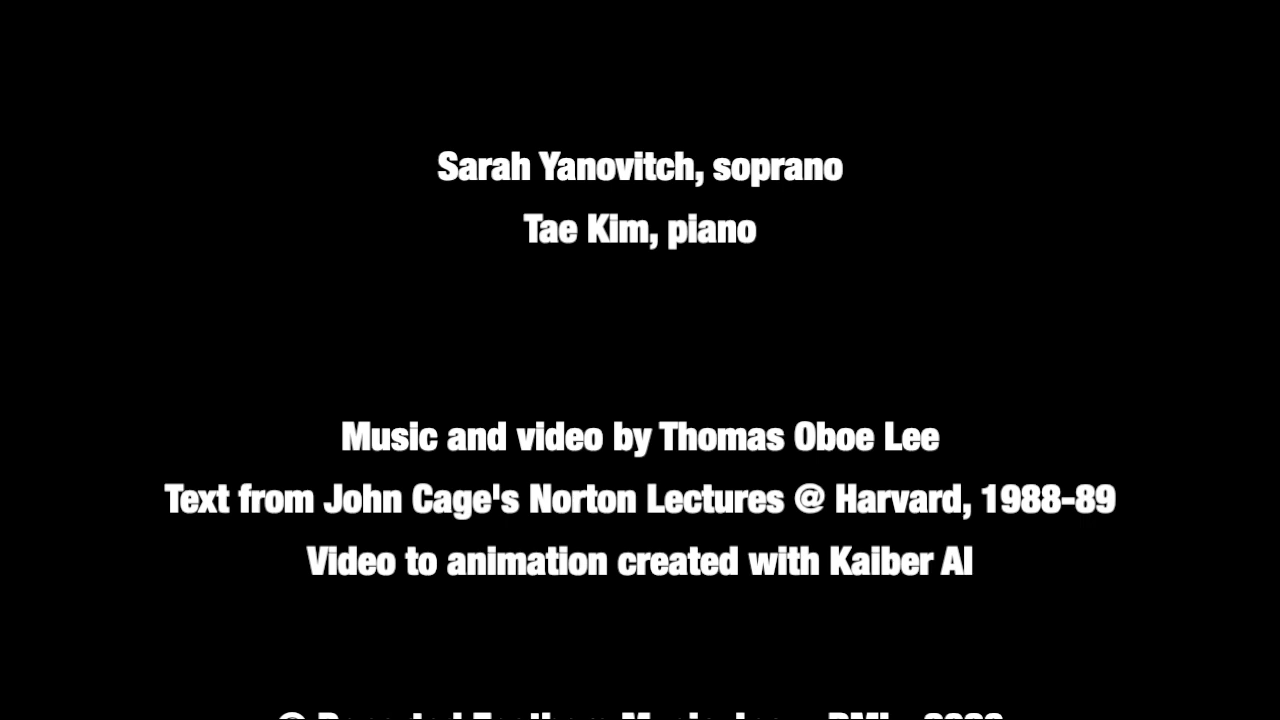 Sarah Yanovitch, soprano
Tae Kim, piano
Music and video by Thomas Oboe Lee
Text from John Cage's Norton Lectures @ Harvard, 1988-89
Video to animation created with Kaiber AI